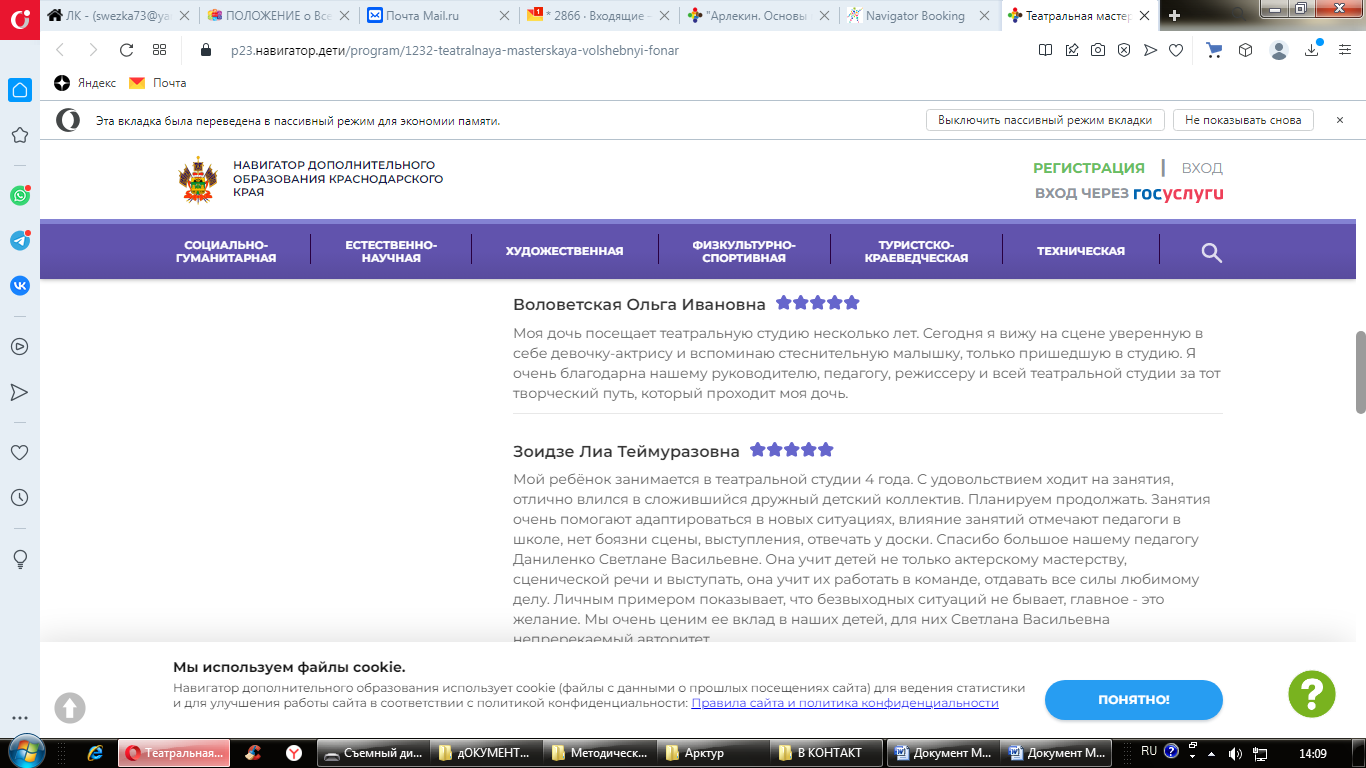 ЛК - (swezka73@ya
ПОЛОЖЕНИЕ о Все
Почта Mail.ru
* 2866 · Входящие -
"Арлекин. Основы
Navigator Booking
Театральная мастер
p23.навигатор.дети/program/1232-teatralnaya-masterskaya-volshebnyi-fonar
Яндекс
Почта
Эта вкладка была переведена в пассивный режим для экономии памяти.
Выключить пассивный режим вкладки
Не показывать снова
НАВИГАТОР ДОПОЛНИТЕЛЬНОГО
ОБРАЗОВАНИЯ КРАСНОДАРСКОГО
КРАЯ
РЕГИСТРАЦИЯ | ВХОД
ВХОД ЧЕРЕЗ госуслуги
СОЦИАЛЬНО-
ГУМАНИТАРНАЯ
ЕСТЕСТВЕННО-
НАУЧНАЯ
ХУДОЖЕСТВЕННАЯ
ФИЗКУЛЬТУРНО-
СПОРТИВНАЯ
ТУРИСТСКО-
КРАЕВЕДЧЕСКАЯ
ТЕХНИЧЕСКАЯ
Воловетская Ольга Ивановна
Моя дочь посещает театральную студию несколько лет. Сегодня я вижу на сцене уверенную в
себе девочку-актрису и вспоминаю стеснительную малышку, только пришедшую в студию. Я
очень благодарна нашему руководителю, педагогу, режиссеру и всей театральной студии за тот
творческий путь, который проходит моя дочь.
Зоидзе Лиа Теймуразовна
Мой ребёнок занимается в театральной студии 4 года. С удовольствием ходит на занятия,
отлично влился в сложившийся дружный детский коллектив. Планируем продолжать. Занятия
очень помогают адаптироваться в новых ситуациях, влияние занятий отмечают педагоги в
школе, нет боязни сцены, выступления, отвечать у доски. Спасибо большое нашему педагогу
Даниленко Светлане Васильевне. Она учит детей не только актерскому мастерству,
сценической речи и выступать, она учит их работать в команде, отдавать все силы любимому
делу. Личным примером показывает, что безвыходных ситуаций не бывает, главное - это
желание. Мы очень ценим ее вклад в наших детей, для них Светлана Васильевна
непререкаемый авторитет
Мы используем файлы cookie.
Навигатор дополнительного образования использует cookie (файлы с данными о прошлых посещениях сайта) для ведения статистики
и для улучшения работы сайта в соответствии с политикой конфиденциальности: Правила сайта и политика конфиденциальности
ПОНЯТНО!
?
Театральная...
Съемный ди...
дОКУМЕНТ...
Методическ...
Арктур
В КОНТАКТ
Документ М...
Документ М...
RU
14:09